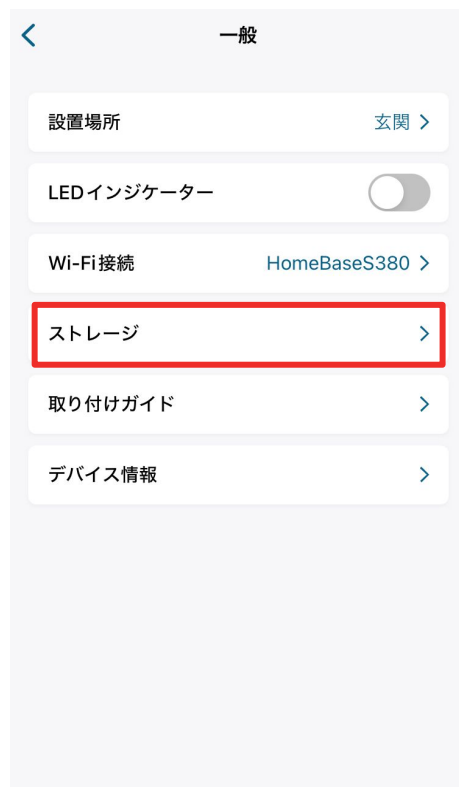 一般
設置場所 玄関
LEDインジケーター
Wi-Fi接続 HomeBaseS380
ストレージ
取り付けガイド
デバイス情報